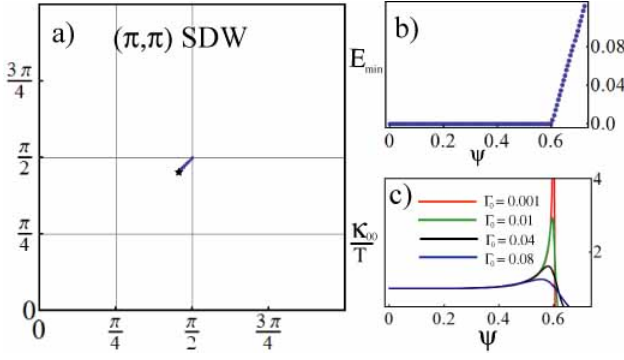 a) (π,π) SDW
3π/4
π/2
π/4
0
0 π/4 π/2 3π/4
b)
E_min
0.08
0.04
0.0
0 0.2 0.4 0.6
ψ
c)
Γ₀ = 0.001
Γ₀ = 0.01
Γ₀ = 0.04
Γ₀ = 0.08
κ₀₀/T
4
2
0 0.2 0.4 0.6
ψ